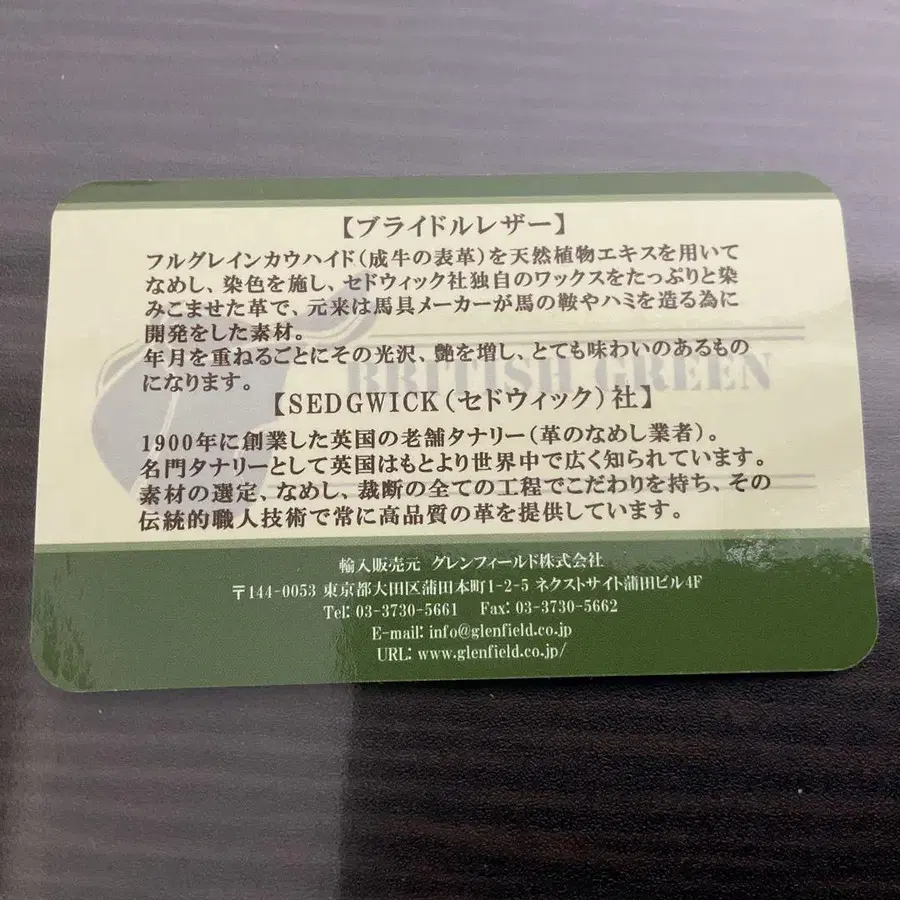 【ブライドルレザー】
フルグレインカウハイド(成牛の表革)を天然植物エキスを用いて
なめし、染色を施し、セドウィック社独自のワックスをたっぷりと染
みこませた革で、元来は馬具メーカーが馬の鞍やハミを造る為に
開発をした素材。
年月を重ねるごとにその光沢、艶を増し、とても味わいのあるもの
になります。
BRITISH GREEN
【SEDGWICK(セドウィック)社】
1900年に創業した英国の老舗タナリー(革のなめし業者)。
名門タナリーとして英国はもとより世界中で広く知られています。
素材の選定、なめし、裁断の全ての工程でこだわりを持ち、その
伝統的職人技術で常に高品質の革を提供しています。
輸入販売元 グレンフィールド株式会社
〒144-0053 東京都大田区蒲田本町1-2-5 ネクストサイト蒲田ビル4F
Tel: 03-3730-5661 Fax: 03-3730-5662
E-mail: info@glenfield.co.jp
URL: www.glenfield.co.jp/